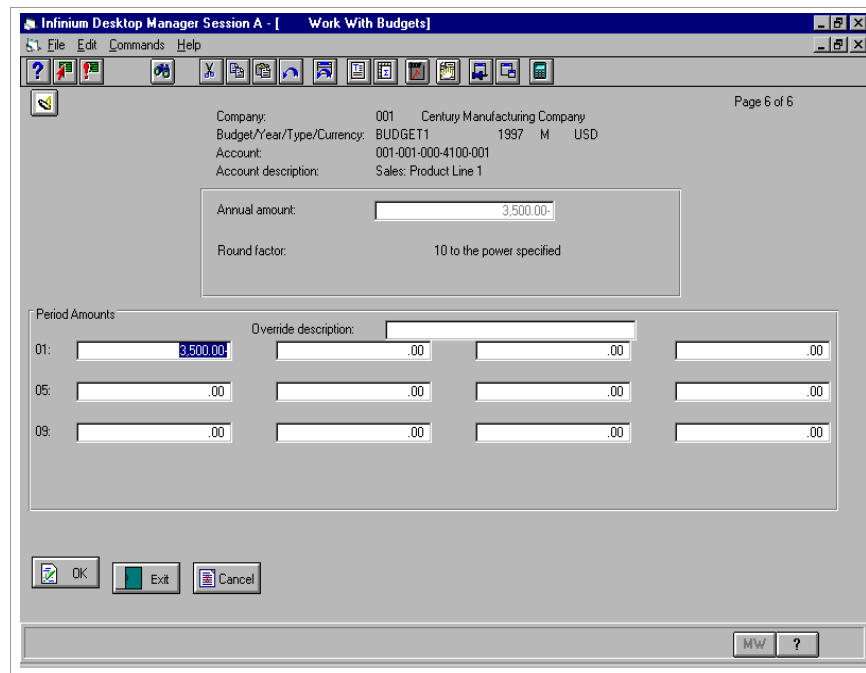 Infinium Desktop Manager Session A - [ Work With Budgets]
File Edit Commands Help
Page 6 of 6
Company: 001 Century Manufacturing Company
Budget/Year/Type/Currency: BUDGET1 1997 M USD
Account: 001-001-000-4100-001
Account description: Sales: Product Line 1
Annual amount: 3,500.00-
Round factor: 10 to the power specified
Period Amounts
Override description:
01: 3,500.00- .00 .00 .00
05: .00 .00 .00 .00
09: .00 .00 .00 .00
OK Exit Cancel
MW ?